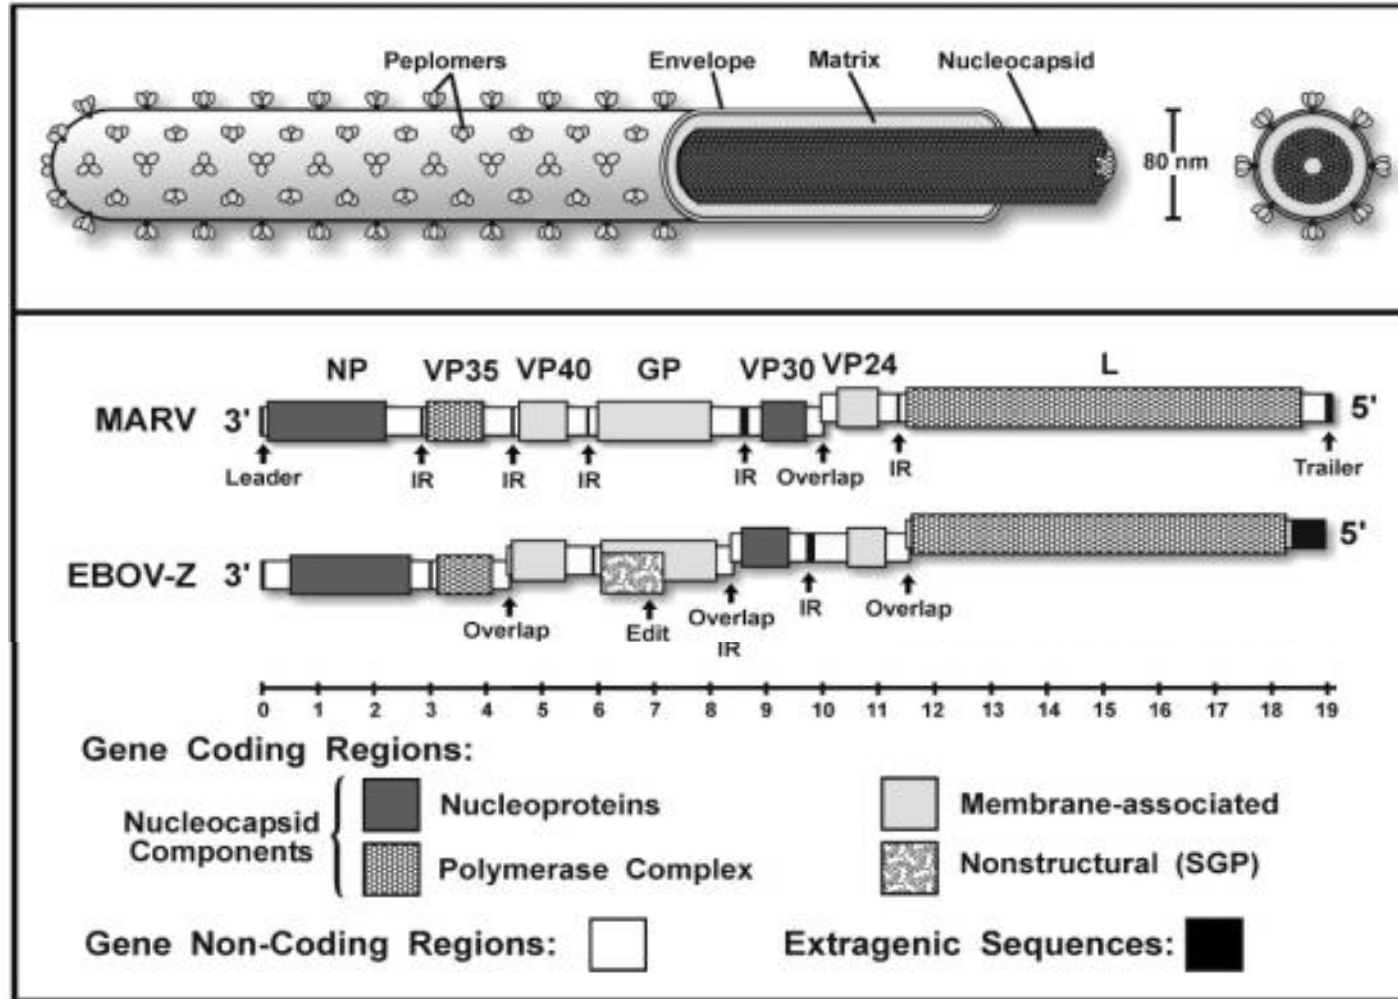 Peplomers Envelope Matrix Nucleocapsid
80 nm
NP VP35 VP40 GP VP30 VP24 L
MARV 3' 5'
Leader IR IR IR IR Overlap IR Trailer
EBOV-Z 3' 5'
Overlap Edit Overlap IR Overlap
IR
0 1 2 3 4 5 6 7 8 9 10 11 12 13 14 15 16 17 18 19
Gene Coding Regions:
Nucleocapsid
Components
Nucleoproteins Membrane-associated
Polymerase Complex Nonstructural (SGP)
Gene Non-Coding Regions: Extragenic Sequences: